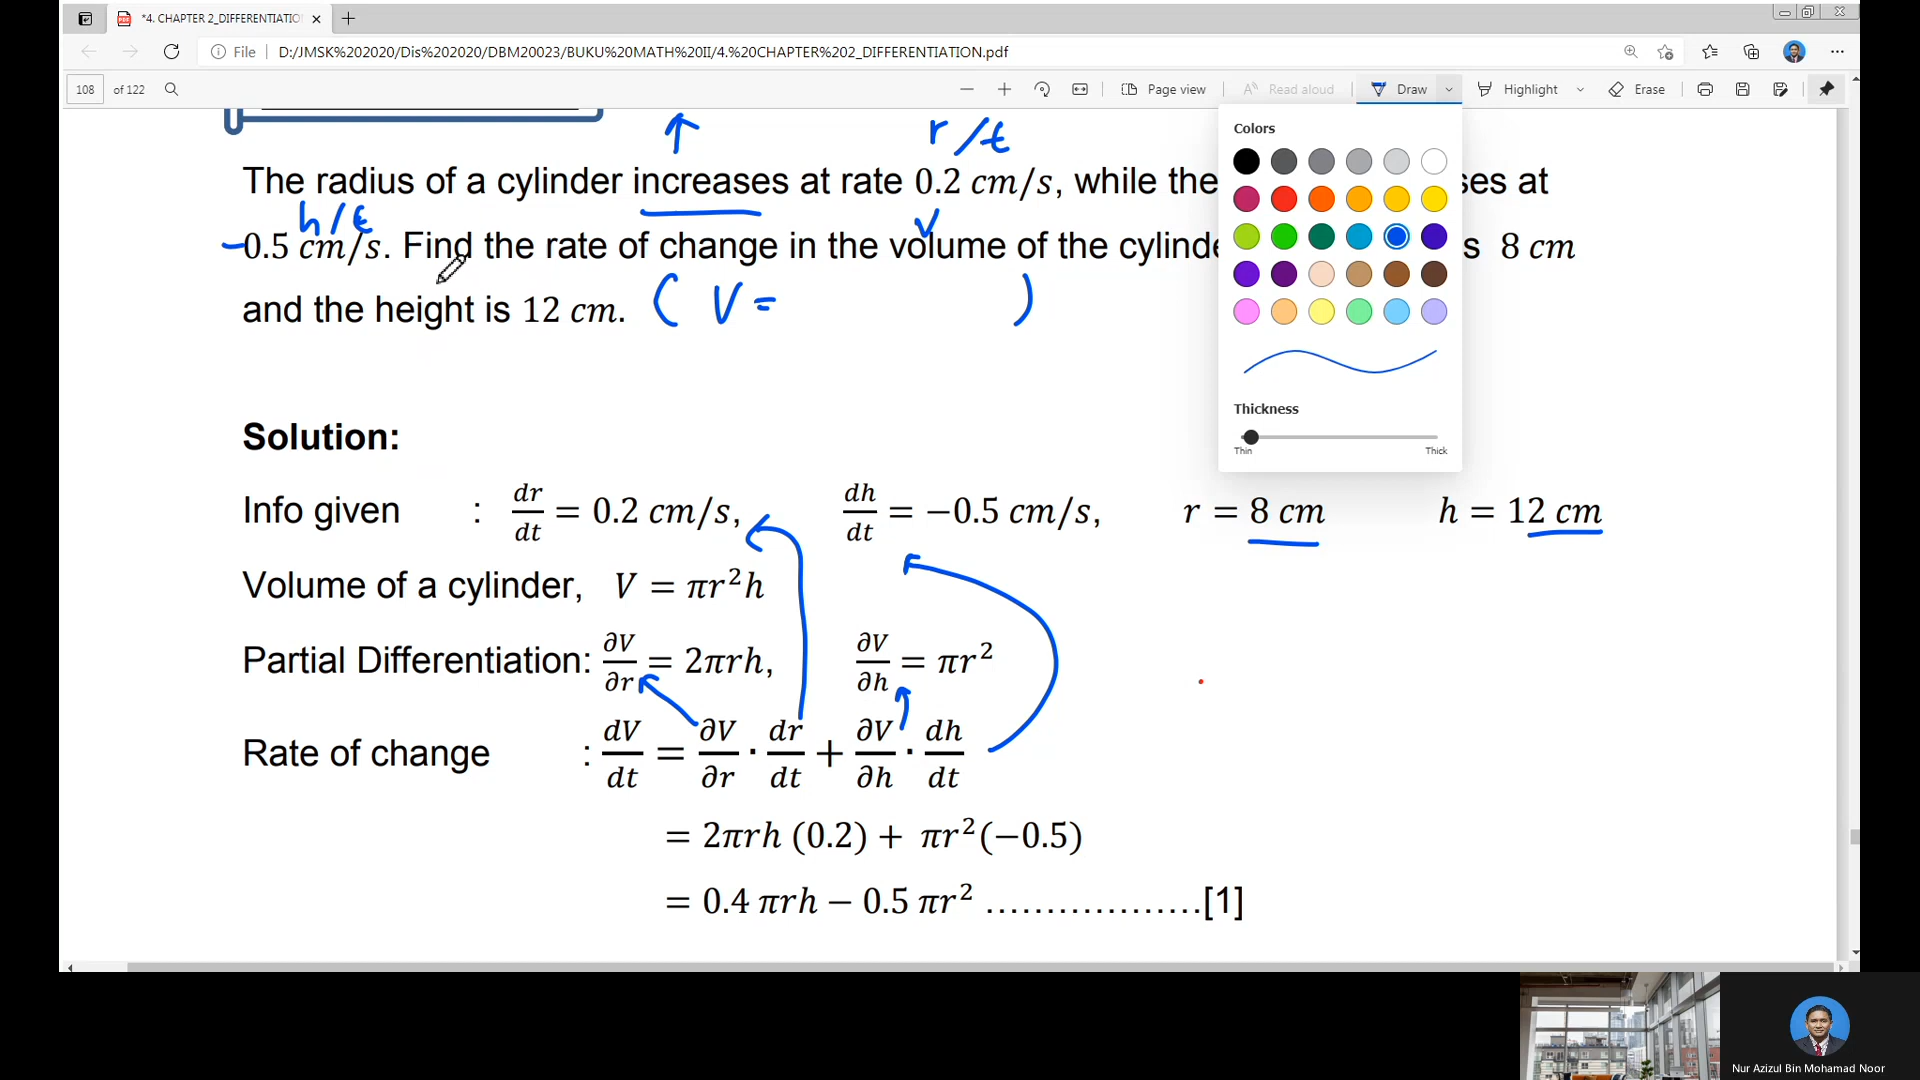 *4. CHAPTER 2_DIFFERENTIATIO
File D:/JMSK%202020/Dis%202020/DBM20023/BUKU%20MATH%20II/4.%20CHAPTER%202_DIFFERENTIATION.pdf
108 of 122 Page view Read aloud Draw Highlight Erase
Colors
Thickness
Thin Thick
r/t
The radius of a cylinder increases at rate 0.2 cm/s, while the ses at
h/t v
-0.5 cm/s. Find the rate of change in the volume of the cylinde s 8 cm
and the height is 12 cm. ( V = )
Solution:
Info given : dr/dt = 0.2 cm/s, dh/dt = −0.5 cm/s, r = 8 cm h = 12 cm
Volume of a cylinder, V = πr²h
Partial Differentiation: ∂V/∂r = 2πrh, ∂V/∂h = πr²
Rate of change : dV/dt = ∂V/∂r · dr/dt + ∂V/∂h · dh/dt
= 2πrh (0.2) + πr²(−0.5)
= 0.4 πrh − 0.5 πr² ………………[1]
Nur Azizul Bin Mohamad Noor